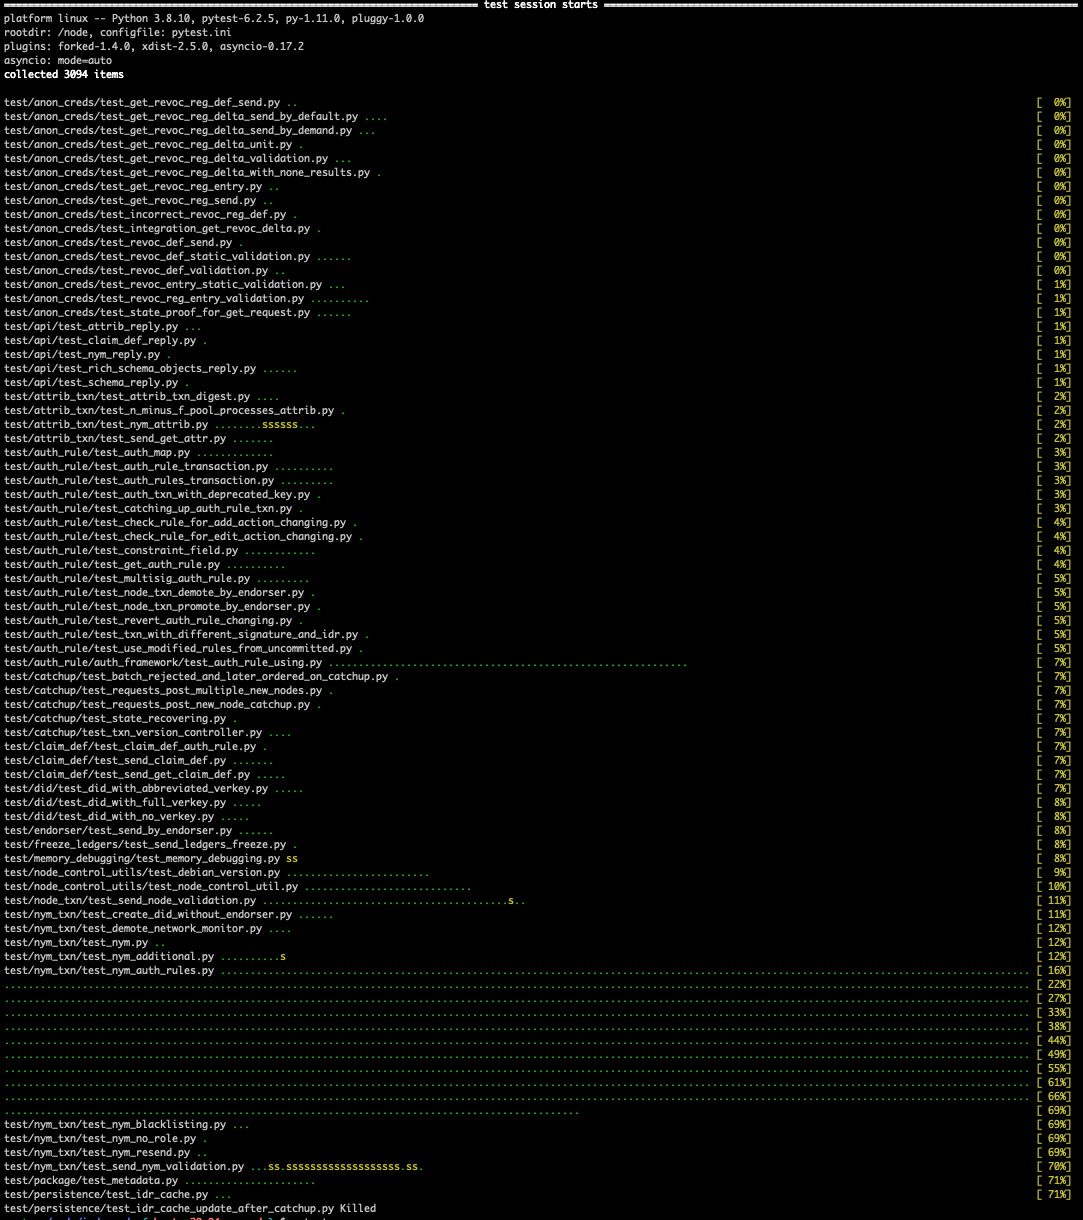 test session starts
platform linux -- Python 3.8.10, pytest-6.2.5, py-1.11.0, pluggy-1.0.0
rootdir: /node, configfile: pytest.ini
plugins: forked-1.4.0, xdist-2.5.0, asyncio-0.17.2
asyncio: mode=auto
collected 3094 items
test/anon_creds/test_get_revoc_reg_def_send.py .. [ 0%]
test/anon_creds/test_get_revoc_reg_delta_send_by_default.py .... [ 0%]
test/anon_creds/test_get_revoc_reg_delta_send_by_demand.py ... [ 0%]
test/anon_creds/test_get_revoc_reg_delta_unit.py . [ 0%]
test/anon_creds/test_get_revoc_reg_delta_validation.py ... [ 0%]
test/anon_creds/test_get_revoc_reg_delta_with_none_results.py . [ 0%]
test/anon_creds/test_get_revoc_reg_entry.py .. [ 0%]
test/anon_creds/test_get_revoc_reg_send.py .. [ 0%]
test/anon_creds/test_incorrect_revoc_reg_def.py . [ 0%]
test/anon_creds/test_integration_get_revoc_delta.py . [ 0%]
test/anon_creds/test_revoc_def_send.py . [ 0%]
test/anon_creds/test_revoc_def_static_validation.py ...... [ 0%]
test/anon_creds/test_revoc_def_validation.py .. [ 0%]
test/anon_creds/test_revoc_entry_static_validation.py ... [ 1%]
test/anon_creds/test_revoc_reg_entry_validation.py .......... [ 1%]
test/anon_creds/test_state_proof_for_get_request.py ...... [ 1%]
test/api/test_attrib_reply.py ... [ 1%]
test/api/test_claim_def_reply.py . [ 1%]
test/api/test_nym_reply.py . [ 1%]
test/api/test_rich_schema_objects_reply.py ...... [ 1%]
test/api/test_schema_reply.py . [ 1%]
test/attrib_txn/test_attrib_txn_digest.py .... [ 2%]
test/attrib_txn/test_n_minus_f_pool_processes_attrib.py . [ 2%]
test/attrib_txn/test_nym_attrib.py ........ssssss... [ 2%]
test/attrib_txn/test_send_get_attr.py ....... [ 2%]
test/auth_rule/test_auth_map.py ............. [ 3%]
test/auth_rule/test_auth_rule_transaction.py .......... [ 3%]
test/auth_rule/test_auth_rules_transaction.py ......... [ 3%]
test/auth_rule/test_auth_txn_with_deprecated_key.py . [ 3%]
test/auth_rule/test_catching_up_auth_rule_txn.py . [ 3%]
test/auth_rule/test_check_rule_for_add_action_changing.py . [ 4%]
test/auth_rule/test_check_rule_for_edit_action_changing.py . [ 4%]
test/auth_rule/test_constraint_field.py ............ [ 4%]
test/auth_rule/test_get_auth_rule.py .......... [ 4%]
test/auth_rule/test_multisig_auth_rule.py ......... [ 5%]
test/auth_rule/test_node_txn_demote_by_endorser.py . [ 5%]
test/auth_rule/test_node_txn_promote_by_endorser.py . [ 5%]
test/auth_rule/test_revert_auth_rule_changing.py . [ 5%]
test/auth_rule/test_txn_with_different_signature_and_idr.py . [ 5%]
test/auth_rule/test_use_modified_rules_from_uncommitted.py . [ 5%]
test/auth_rule/auth_framework/test_auth_rule_using.py ............................................................ [ 7%]
test/catchup/test_batch_rejected_and_later_ordered_on_catchup.py . [ 7%]
test/catchup/test_requests_post_multiple_new_nodes.py . [ 7%]
test/catchup/test_requests_post_new_node_catchup.py . [ 7%]
test/catchup/test_state_recovering.py . [ 7%]
test/catchup/test_txn_version_controller.py .... [ 7%]
test/claim_def/test_claim_def_auth_rule.py . [ 7%]
test/claim_def/test_send_claim_def.py ....... [ 7%]
test/claim_def/test_send_get_claim_def.py ..... [ 7%]
test/did/test_did_with_abbreviated_verkey.py ..... [ 7%]
test/did/test_did_with_full_verkey.py ..... [ 8%]
test/did/test_did_with_no_verkey.py ..... [ 8%]
test/endorser/test_send_by_endorser.py ...... [ 8%]
test/freeze_ledgers/test_send_ledgers_freeze.py . [ 8%]
test/memory_debugging/test_memory_debugging.py ss [ 8%]
test/node_control_utils/test_debian_version.py ........................ [ 9%]
test/node_control_utils/test_node_control_util.py ............................ [ 10%]
test/node_txn/test_send_node_validation.py ..........................................s.. [ 11%]
test/nym_txn/test_create_did_without_endorser.py ...... [ 11%]
test/nym_txn/test_demote_network_monitor.py .... [ 12%]
test/nym_txn/test_nym.py .. [ 12%]
test/nym_txn/test_nym_additional.py ..........s [ 12%]
test/nym_txn/test_nym_auth_rules.py ....................................................................................................................................... [ 16%]
[ 22%]
[ 27%]
[ 33%]
[ 38%]
[ 44%]
[ 49%]
[ 55%]
[ 61%]
[ 66%]
[ 69%]
test/nym_txn/test_nym_blacklisting.py ... [ 69%]
test/nym_txn/test_nym_no_role.py . [ 69%]
test/nym_txn/test_nym_resend.py .. [ 69%]
test/nym_txn/test_send_nym_validation.py ...ss.sssssssssssssssssss.ss. [ 70%]
test/package/test_metadata.py ...................... [ 71%]
test/persistence/test_idr_cache.py ... [ 71%]
test/persistence/test_idr_cache_update_after_catchup.py Killed